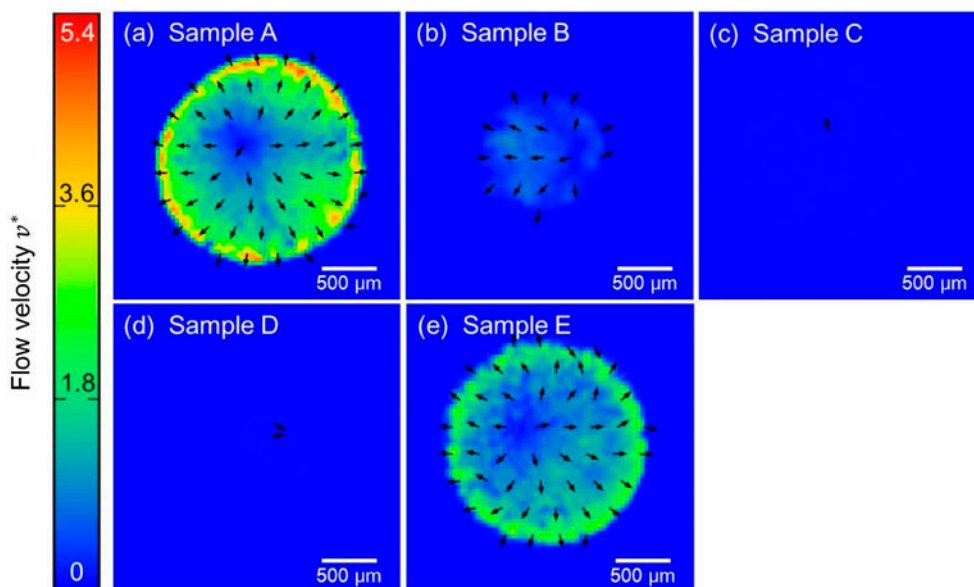 5.4
3.6
1.8
0
Flow velocity v*
(a) Sample A
500 μm
(b) Sample B
500 μm
(c) Sample C
500 μm
(d) Sample D
500 μm
(e) Sample E
500 μm